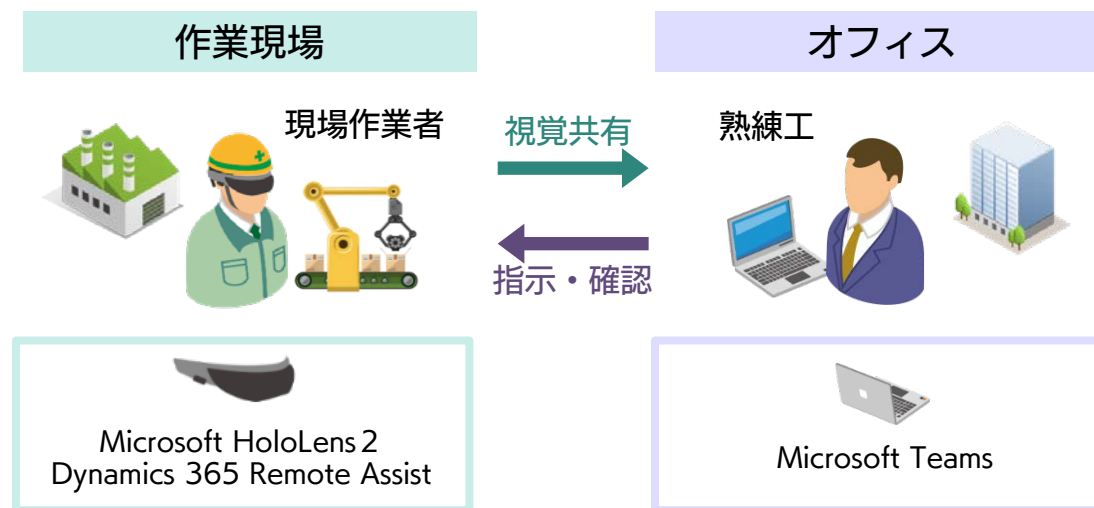 作業現場
オフィス
現場作業者
視覚共有
熟練工
指示・確認
Microsoft HoloLens 2
Dynamics 365 Remote Assist
Microsoft Teams